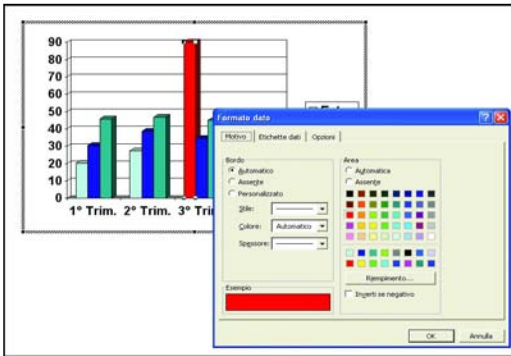 90
80
70
60
50
40
30
20
10
0
1° Trim. 2° Trim. 3° Trim
Formato dato
Motivo Etichette dati Opzioni
Bordo
Automatico
Assente
Personalizzato
Stile:
Colore: Automatico
Spessore:
Esempio
Area
Automatica
Assente
Riempimento...
Inverti se negativo
OK Annulla